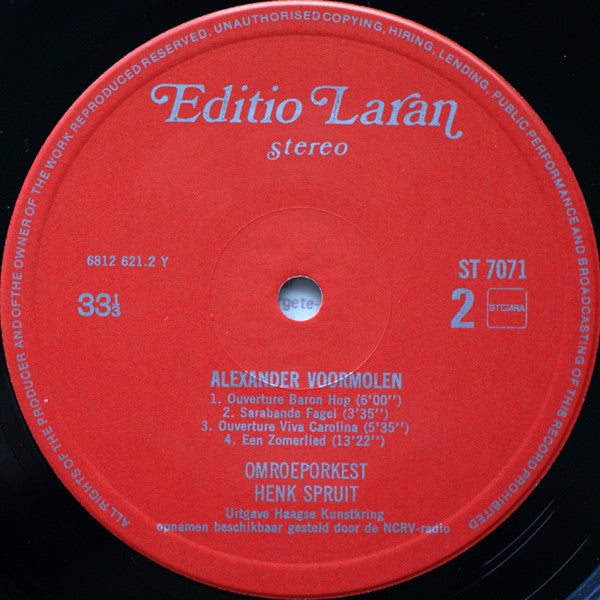 ALL RIGHTS OF THE PRODUCER AND OF THE OWNER OF THE WORK REPRODUCED RESERVED. UNAUTHORISED COPYING, HIRING, LENDING, PUBLIC PERFORMANCE AND BROADCASTING OF THIS RECORD PROHIBITED
Editio Laran
stereo
6812 621.2 Y
ST 7071
33⅓
2 STEMRA
gete-
ALEXANDER VOORMOLEN
1. Ouverture Baron Hop (6'00'')
2. Sarabande Fagel (3'35'')
3. Ouverture Viva Carolina (5'35'')
4. Een Zomerlied (13'22'')
OMROEPORKEST
HENK SPRUIT
Uitgave Haagse Kunstkring
opnamen beschikbaar gesteld door de NCRV-radio